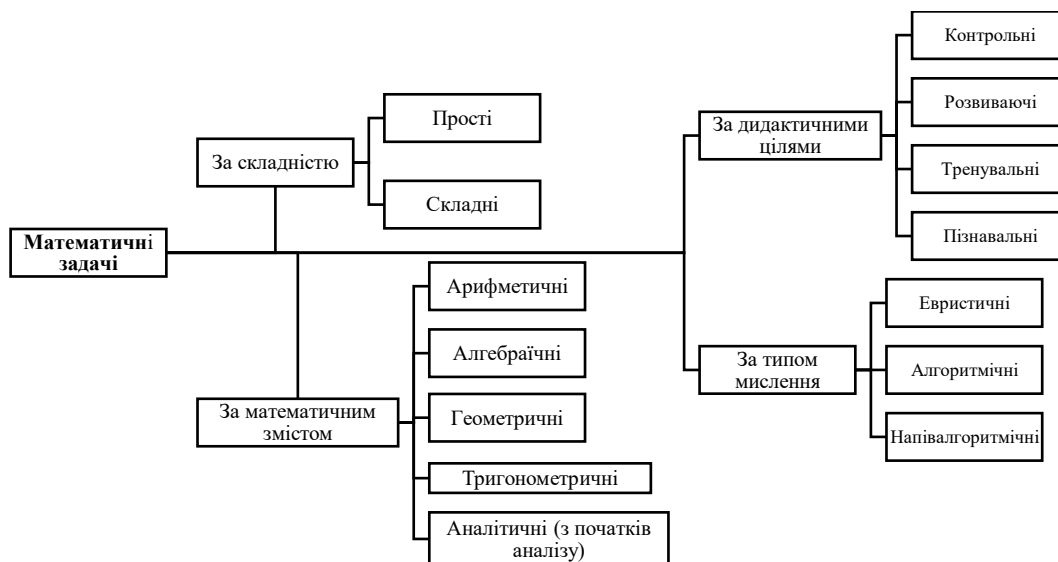 Математичні
задачі
За складністю
Прості
Складні
За математичним
змістом
Арифметичні
Алгебраїчні
Геометричні
Тригонометричні
Аналітичні (з початків
аналізу)
За дидактичними
цілями
Контрольні
Розвиваючі
Тренувальні
Пізнавальні
За типом
мислення
Евристичні
Алгоритмічні
Напівалгоритмічні